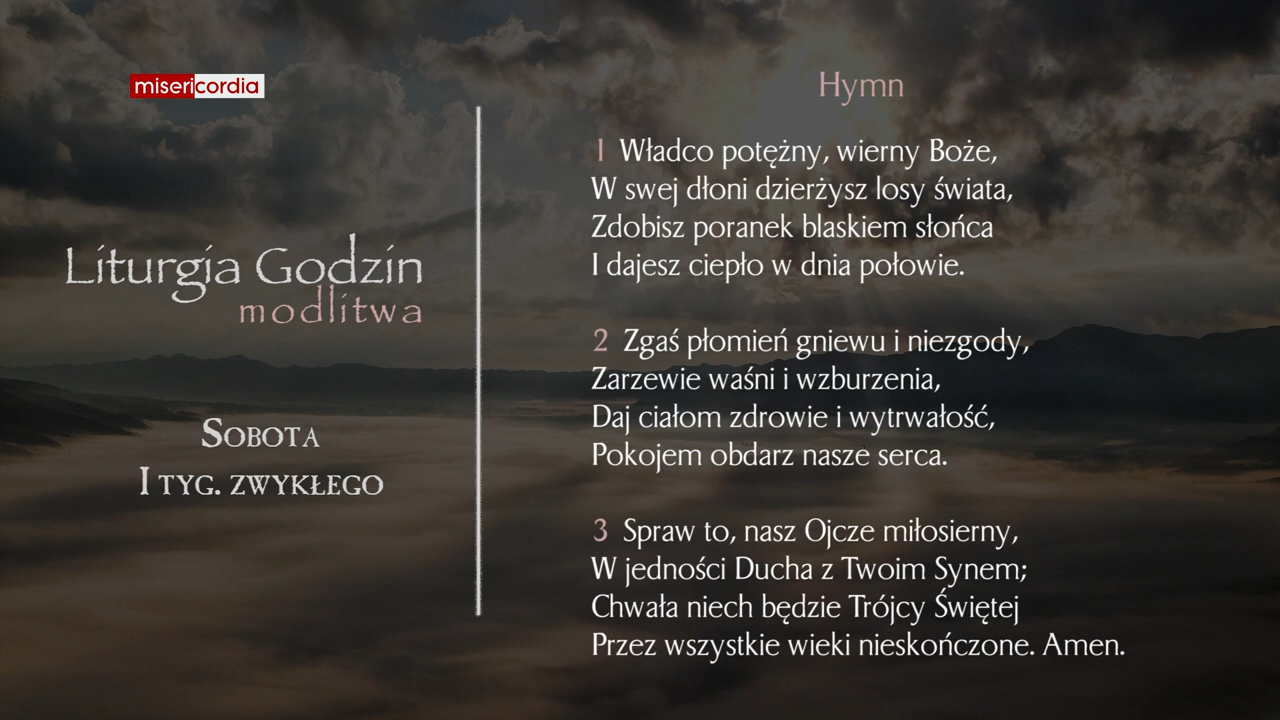 misericordia
Liturgia Godzin
modlitwa
Sobota
I tyg. zwykłego
Hymn
1 Władco potężny, wierny Boże,
W swej dłoni dzierżysz losy świata,
Zdobisz poranek blaskiem słońca
I dajesz ciepło w dnia połowie.
2 Zgaś płomień gniewu i niezgody,
Zarzewie waśni i wzburzenia,
Daj ciałom zdrowie i wytrwałość,
Pokojem obdarz nasze serca.
3 Spraw to, nasz Ojcze miłosierny,
W jedności Ducha z Twoim Synem;
Chwała niech będzie Trójcy Świętej
Przez wszystkie wieki nieskończone. Amen.